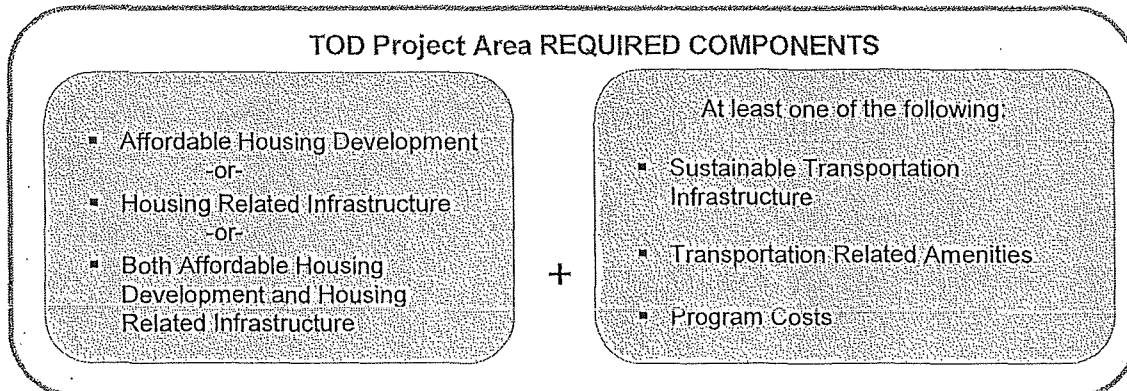 TOD Project Area REQUIRED COMPONENTS
▪ Affordable Housing Development
-or-
▪ Housing Related Infrastructure
-or-
▪ Both Affordable Housing
Development and Housing
Related Infrastructure
+
At least one of the following:
▪ Sustainable Transportation
Infrastructure
▪ Transportation Related Amenities
▪ Program Costs